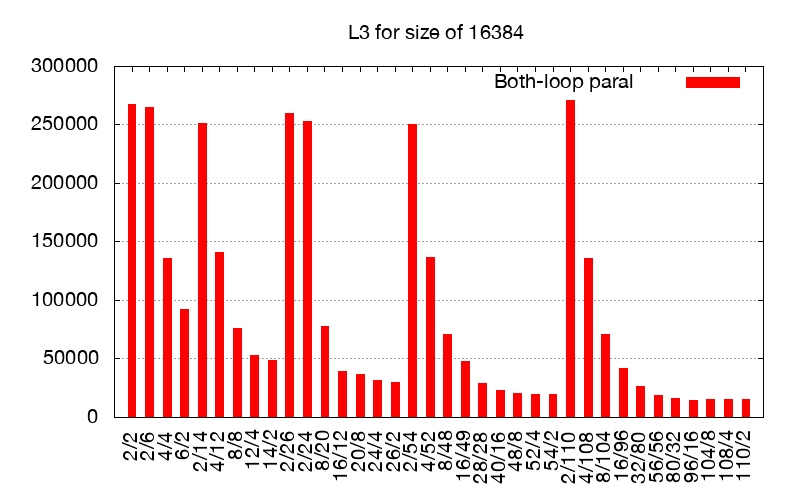 L3 for size of 16384
Both-loop paral
300000
250000
200000
150000
100000
50000
0
2/2 2/6 4/4 6/2 2/14 4/12 8/8 12/4 14/2 2/26 2/24 8/20 16/12 20/8 24/4 26/2 2/54 4/52 8/48 16/49 28/28 40/16 48/8 52/4 54/2 2/110 4/108 8/104 16/96 32/80 56/56 80/32 96/16 104/8 108/4 110/2